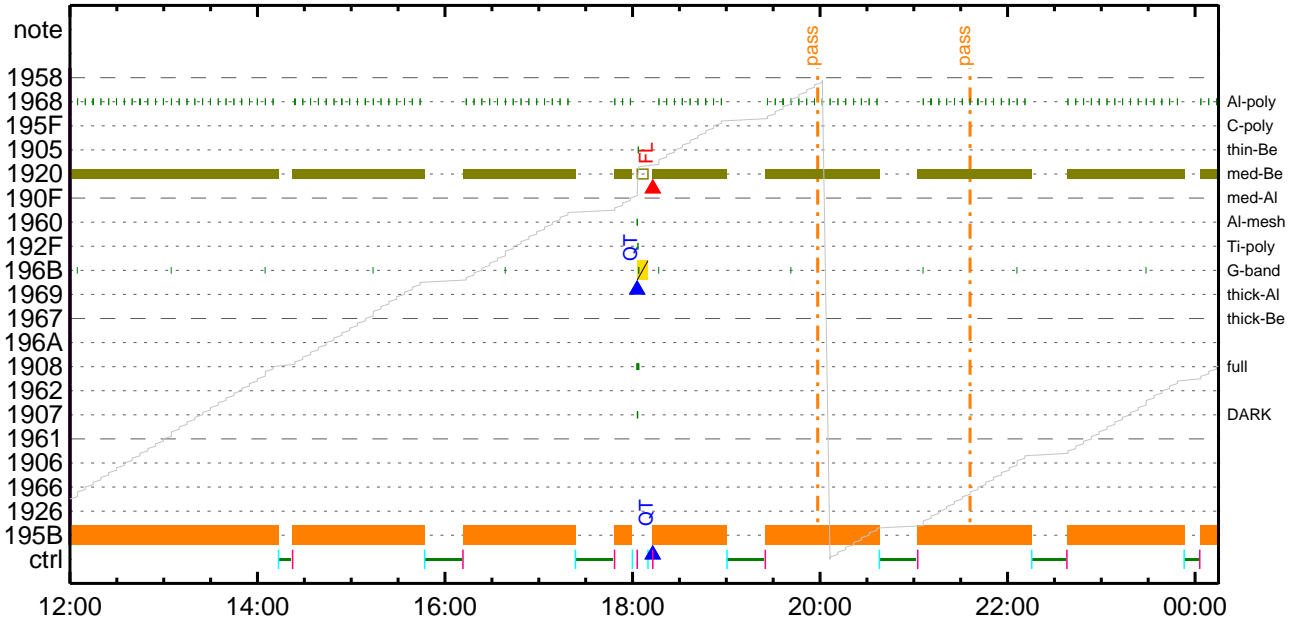 note
pass
pass
1958
1968 Al-poly
195F C-poly
1905 thin-Be
FL
1920 med-Be
190F med-Al
1960 Al-mesh
QT
192F Ti-poly
196B G-band
1969 thick-Al
1967 thick-Be
196A
1908 full
1962
1907 DARK
1961
1906
1966
QT
1926
195B
ctrl
12:00 14:00 16:00 18:00 20:00 22:00 00:00